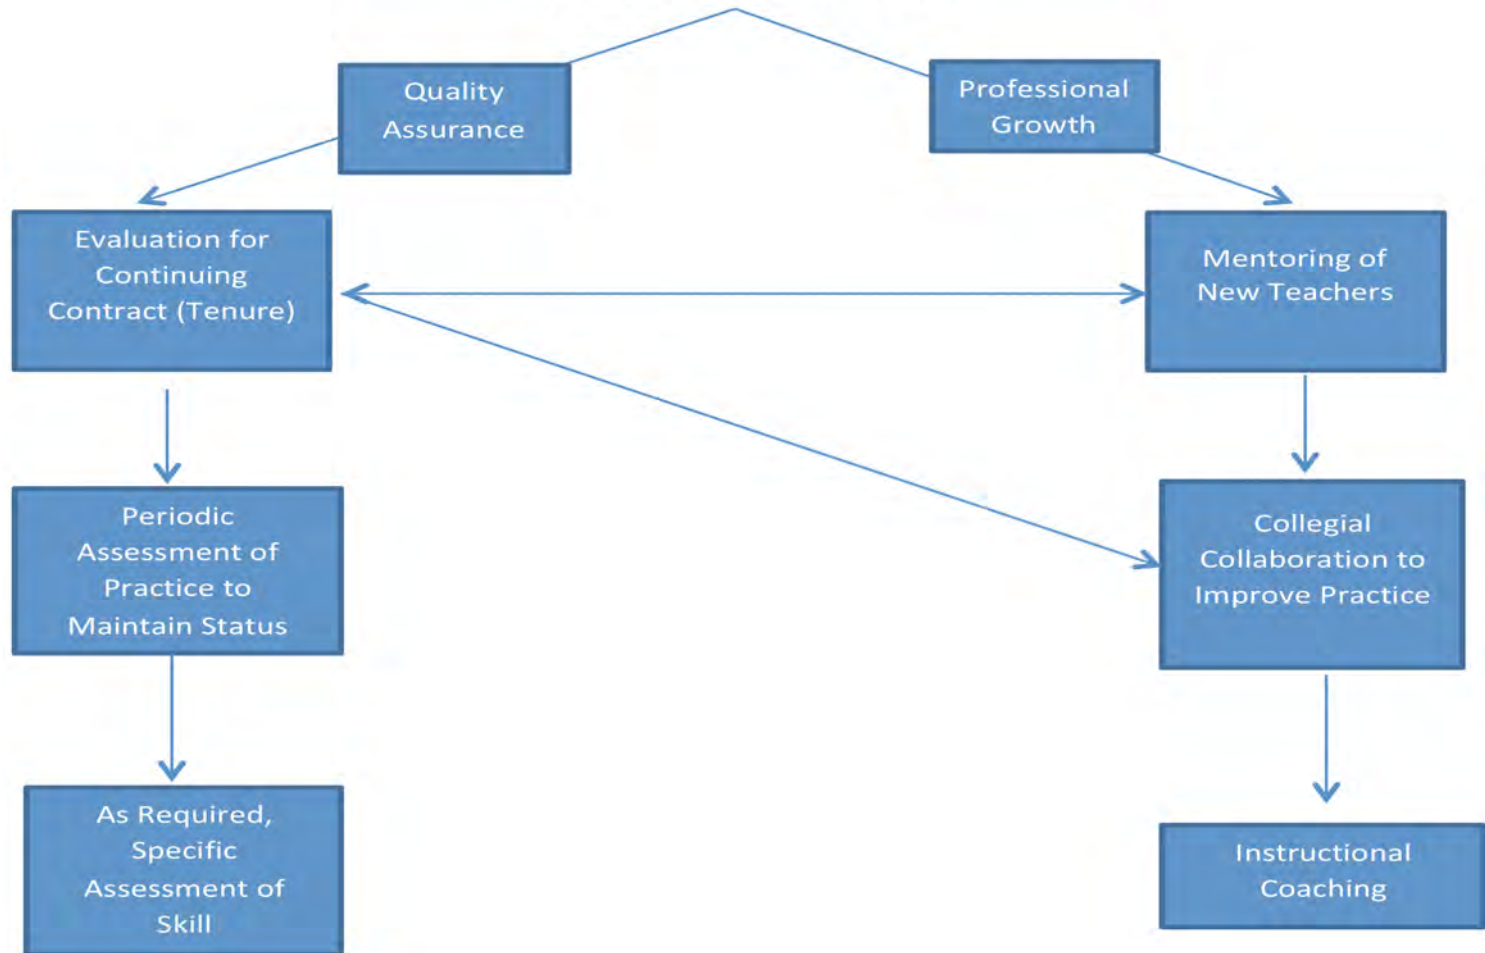 Quality
Assurance
Professional
Growth
Evaluation for
Continuing
Contract (Tenure)
Mentoring of
New Teachers
Periodic
Assessment of
Practice to
Maintain Status
Collegial
Collaboration to
Improve Practice
As Required,
Specific
Assessment of
Skill
Instructional
Coaching